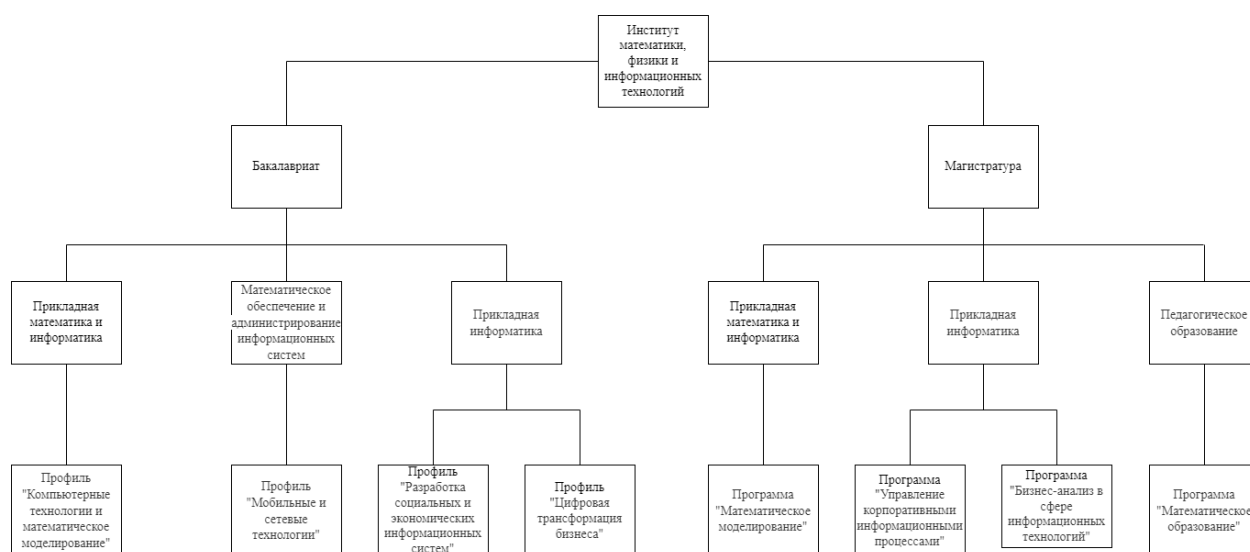 Институт
математики,
физики и
информационных
технологий
Бакалавриат
Магистратура
Прикладная
математика и
информатика
Математическое
обеспечение и
администрирование
информационных
систем
Прикладная
информатика
Прикладная
математика и
информатика
Прикладная
информатика
Педагогическое
образование
Профиль
"Компьютерные
технологии и
математическое
моделирование"
Профиль
"Мобильные и
сетевые
технологии"
Профиль
"Разработка
социальных и
экономических
информационных
систем"
Профиль
"Цифровая
трансформация
бизнеса"
Программа
"Математическое
моделирование"
Программа
"Управление
корпоративными
информационными
процессами"
Программа
"Бизнес-анализ в
сфере
информационных
технологий"
Программа
"Математическое
образование"